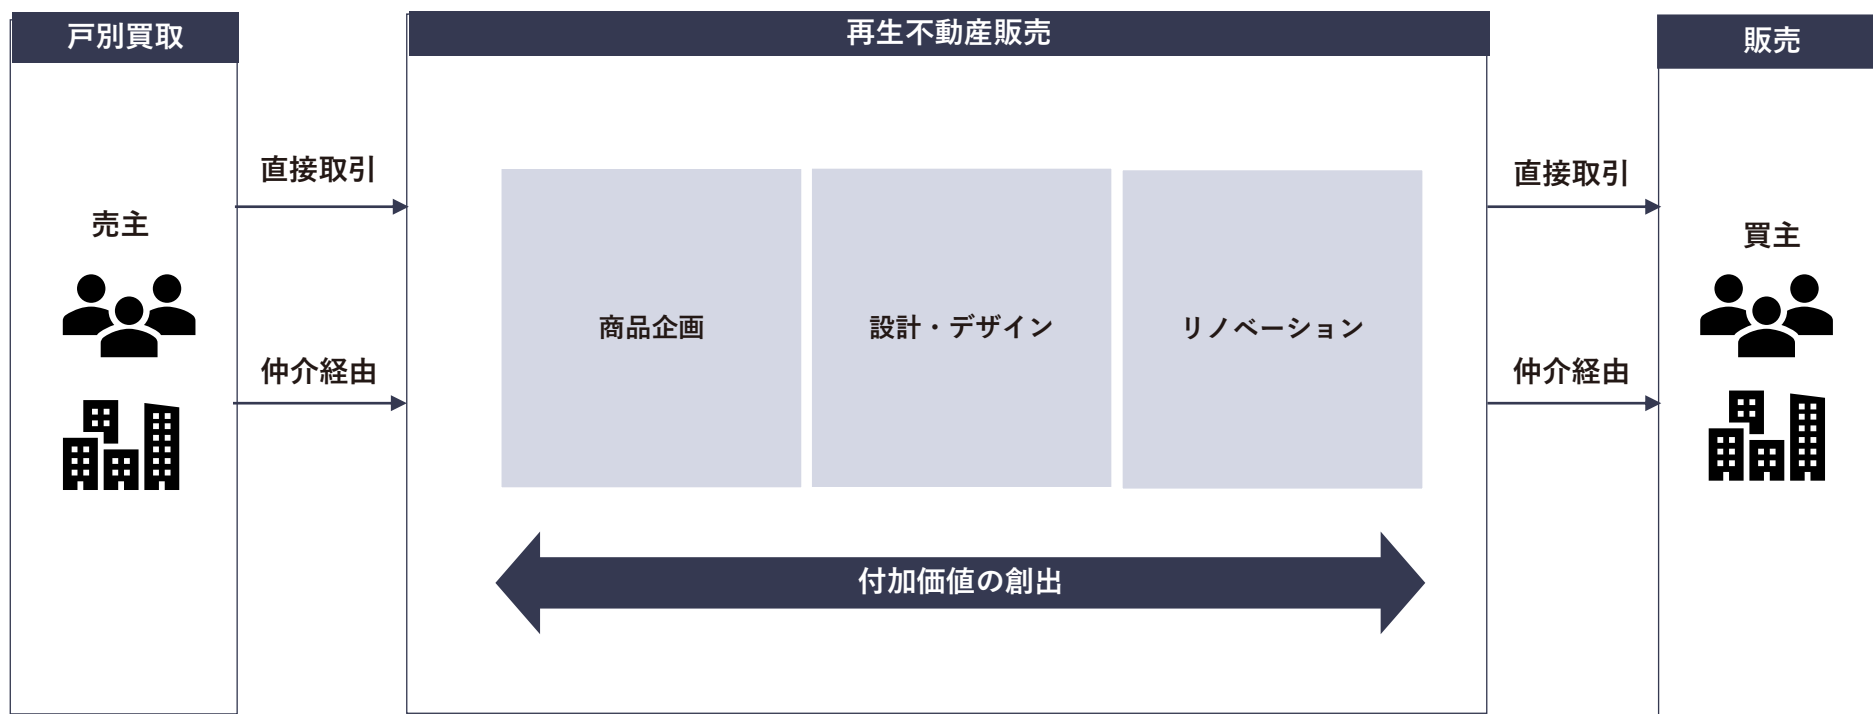 戸別買取
再生不動産販売
販売
売主
直接取引
仲介経由
商品企画
設計・デザイン
リノベーション
付加価値の創出
直接取引
仲介経由
買主